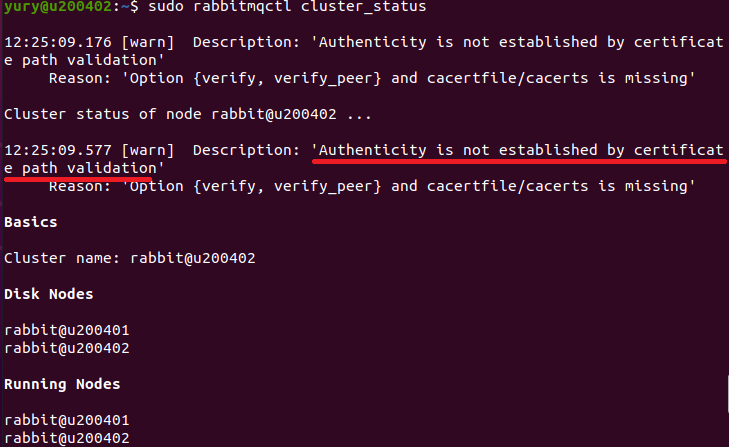 yury@u200402:~$ sudo rabbitmqctl cluster_status
12:25:09.176 [warn]  Description: 'Authenticity is not established by certificat
e path validation'
     Reason: 'Option {verify, verify_peer} and cacertfile/cacerts is missing'
Cluster status of node rabbit@u200402 ...
12:25:09.577 [warn]  Description: 'Authenticity is not established by certificat
e path validation'
     Reason: 'Option {verify, verify_peer} and cacertfile/cacerts is missing'
Basics
Cluster name: rabbit@u200402
Disk Nodes
rabbit@u200401
rabbit@u200402
Running Nodes
rabbit@u200401
rabbit@u200402